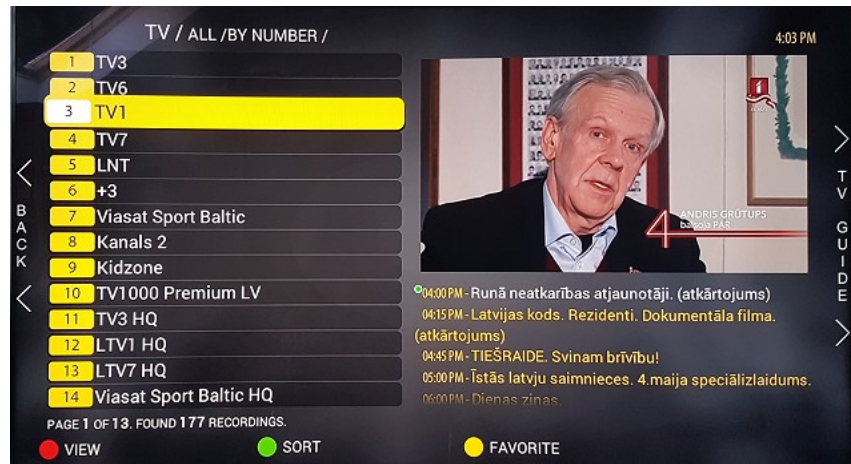 TV / ALL /BY NUMBER /
4:03 PM
1 TV3
2 TV6
3 TV1
4 TV7
5 LNT
6 +3
7 Viasat Sport Baltic
8 Kanals 2
9 Kidzone
10 TV1000 Premium LV
11 TV3 HQ
12 LTV1 HQ
13 LTV7 HQ
14 Viasat Sport Baltic HQ
PAGE 1 OF 13. FOUND 177 RECORDINGS.
VIEW
SORT
FAVORITE
BACK
4 ANDRIS GRŪTUPS
balsoja PAR
04:00 PM - Runā neatkarības atjaunotāji. (atkārtojums)
04:15 PM - Latvijas kods. Rezidenti. Dokumentāla filma.
(atkārtojums)
04:45 PM - TIEŠRAIDE. Svinam brīvību!
05:00 PM - Īstās latvju saimnieces. 4.maija speciālizlaidums.
06:00 PM - Dienas ziņas.
TV GUIDE